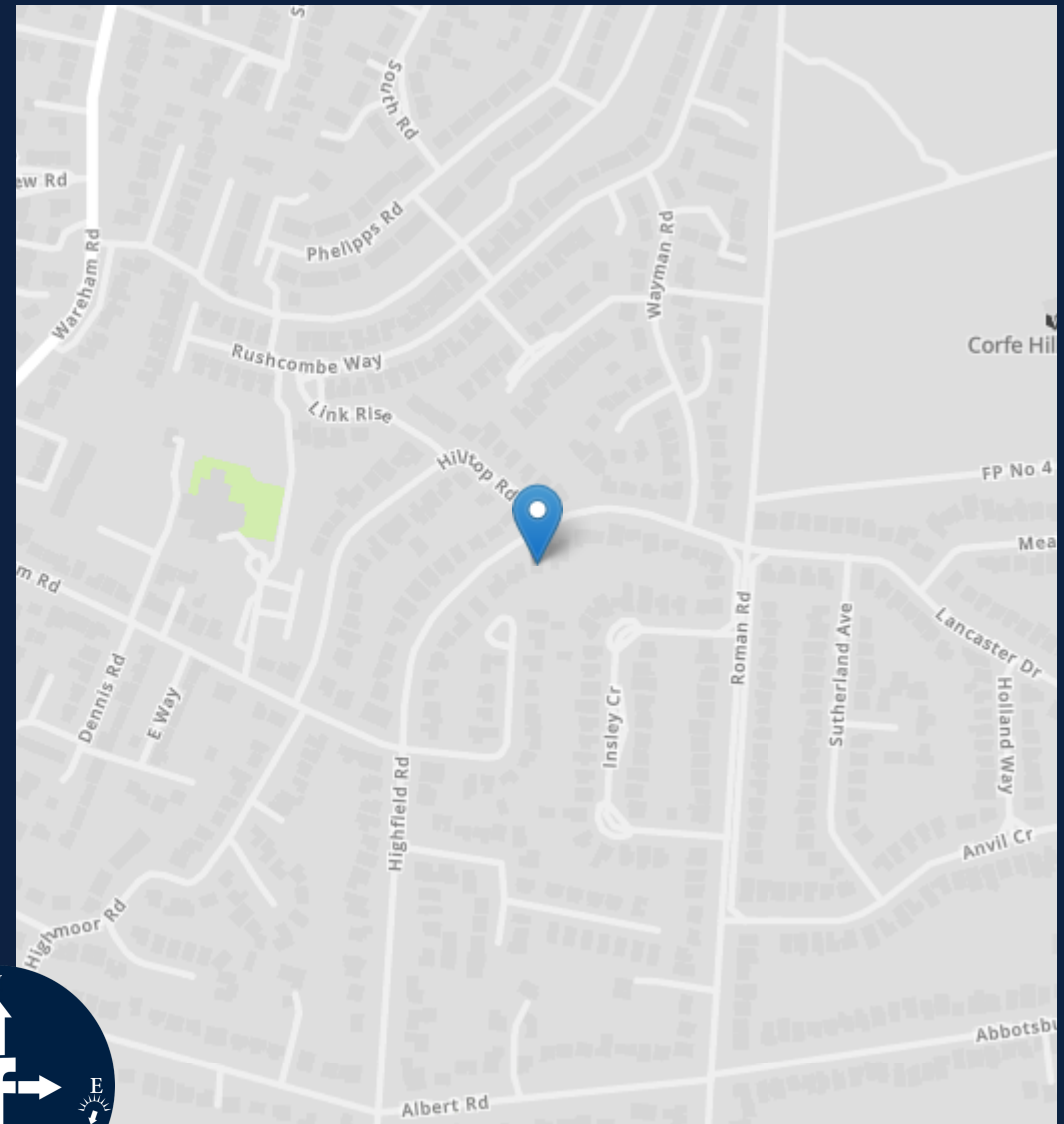 South Rd
ew Rd
Phelipps Rd
Wayman Rd
Wareham Rd
Corfe Hil
Rushcombe Way
Link Rise
Hilltop Rd
FP No 4
Mea
m Rd
Roman Rd
Sutherland Ave
Lancaster Dr
Dennis Rd
E Way
Insley Cr
Holland Way
Highfield Rd
Anvil Cr
Highmoor Rd
Abbotsbu
E
Albert Rd